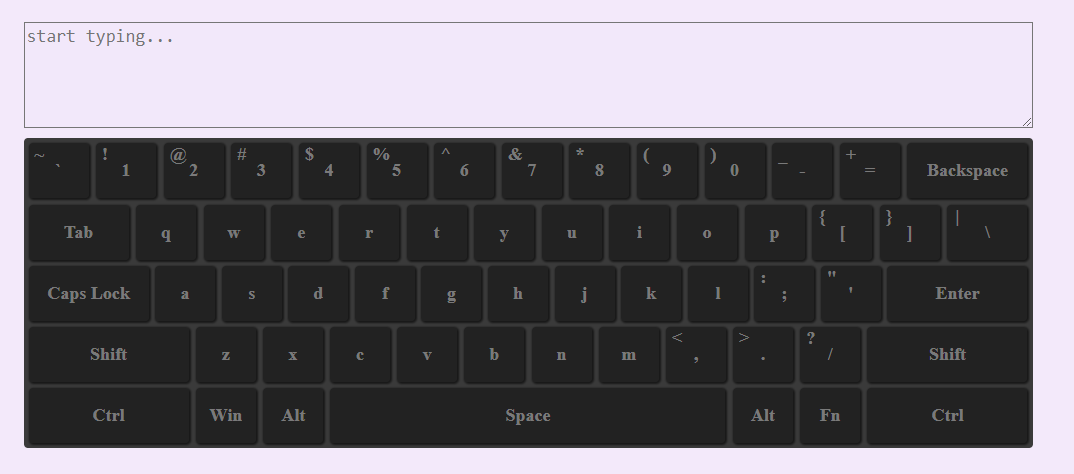 start typing...
~ ` ! 1 @ 2 # 3 $ 4 % 5 ^ 6 & 7 * 8 ( 9 ) 0 _ - + = Backspace
Tab q w e r t y u i o p { [ } ] | \
Caps Lock a s d f g h j k l : ; " ' Enter
Shift z x c v b n m < , > . ? / Shift
Ctrl Win Alt Space Alt Fn Ctrl